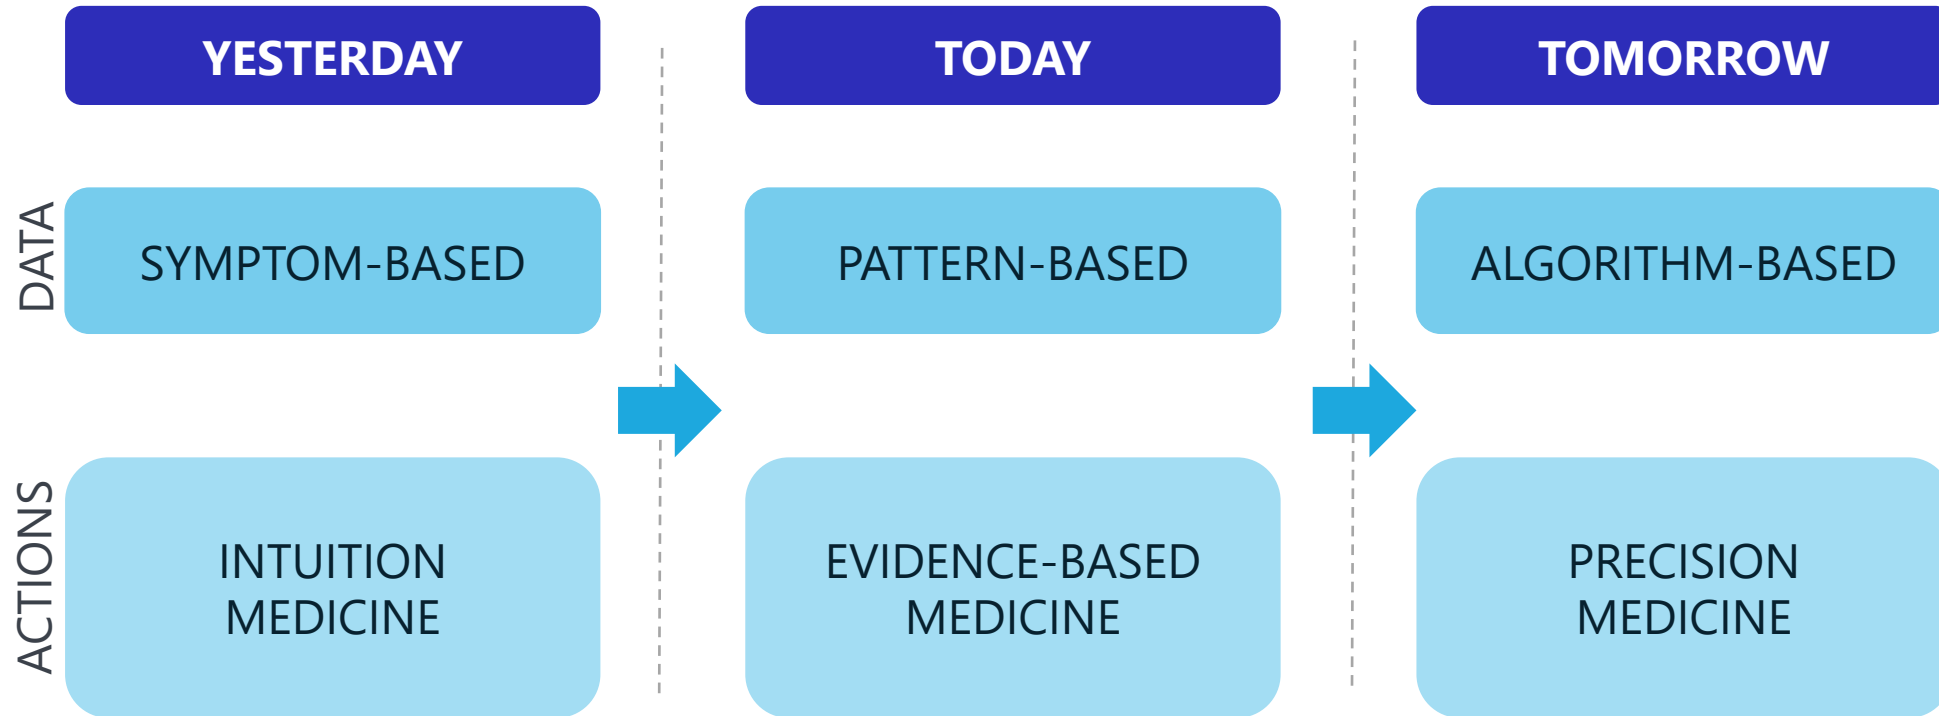 YESTERDAY
TODAY
TOMORROW
DATA
SYMPTOM-BASED
PATTERN-BASED
ALGORITHM-BASED
ACTIONS
INTUITION
MEDICINE
EVIDENCE-BASED
MEDICINE
PRECISION
MEDICINE